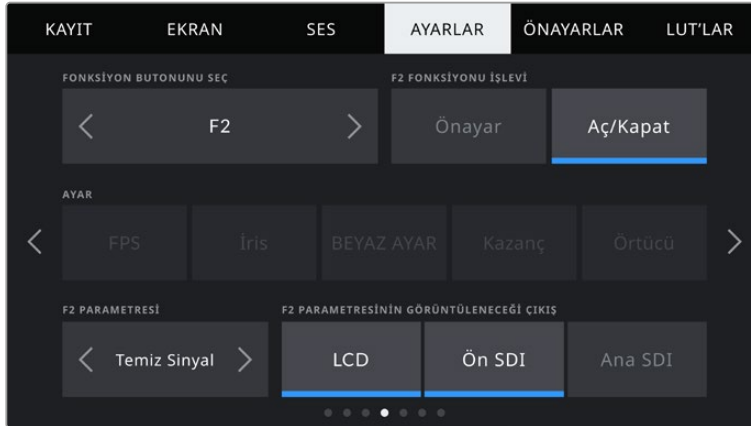 KAYIT EKRAN SES AYARLAR ÖNAYARLAR LUT'LAR
FONKSİYON BUTONUNU SEÇ F2 FONKSİYONU İŞLEVİ
F2 Önayar Aç/Kapat
AYAR
FPS İris BEYAZ AYAR Kazanç Örtücü
F2 PARAMETRESİ F2 PARAMETRESİNİN GÖRÜNTÜLENECEĞİ ÇIKIŞ
Temiz Sinyal LCD Ön SDI Ana SDI